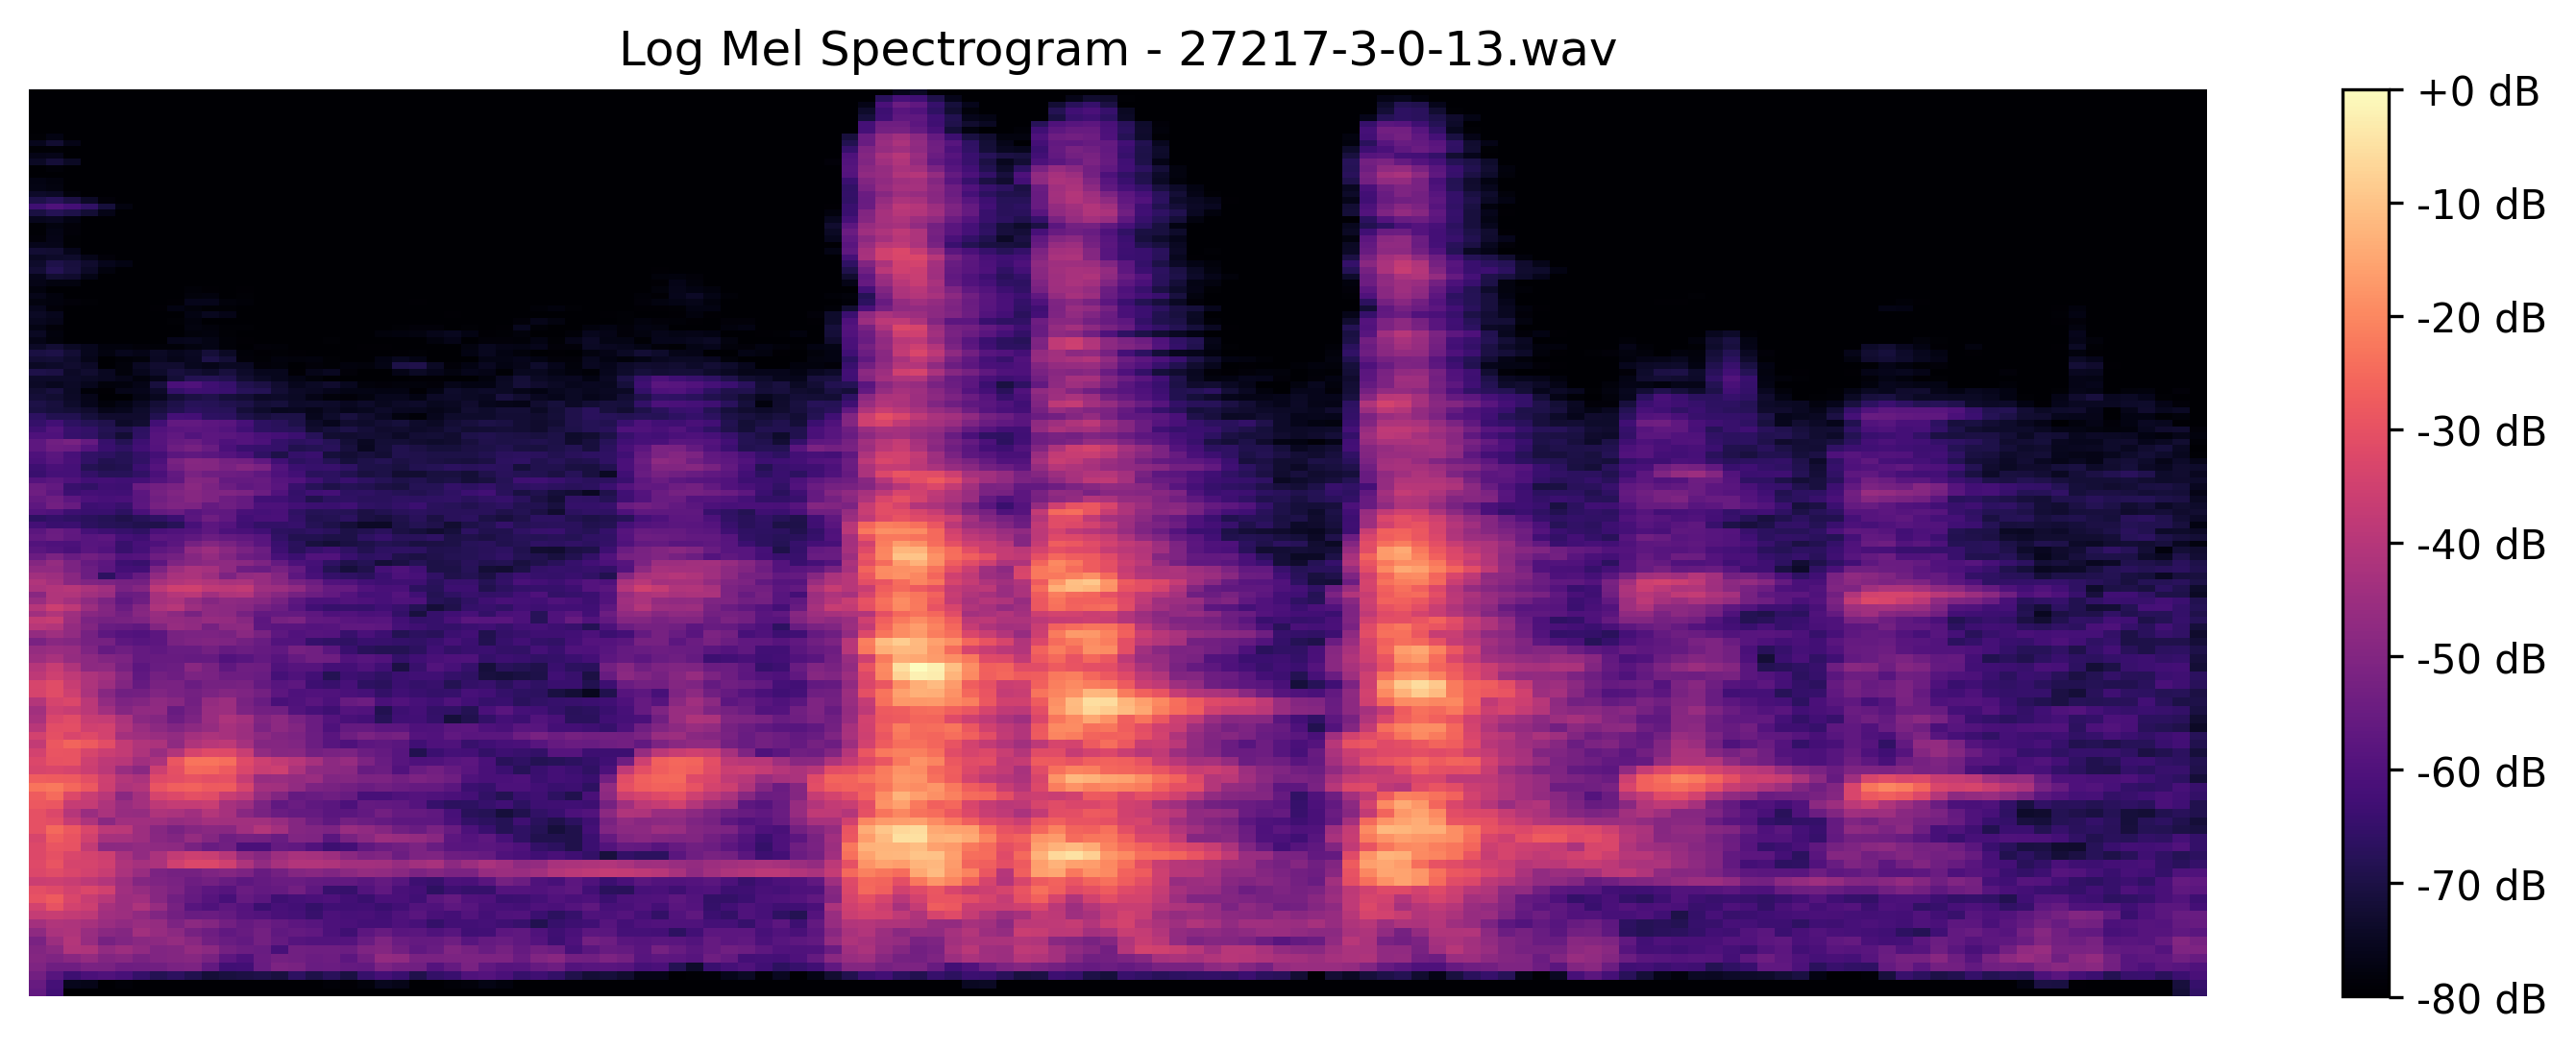 Log Mel Spectrogram - 27217-3-0-13.wav
+0 dB
-10 dB
-20 dB
-30 dB
-40 dB
-50 dB
-60 dB
-70 dB
-80 dB